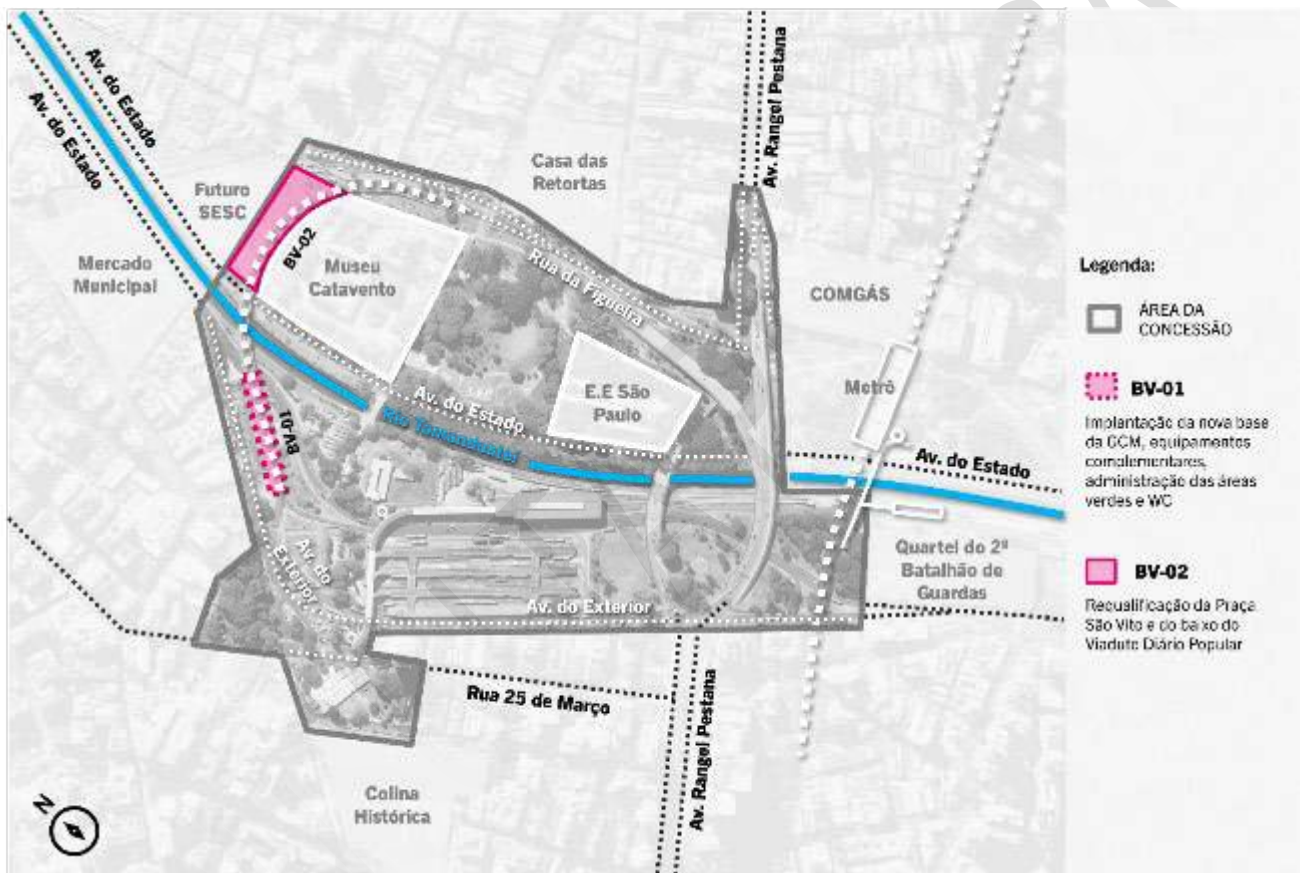 Av. do Estado
Av. do Estado
Av. Rangel Pestana
Casa das
Retortas
Futuro
SESC
BV-02
Mercado
Municipal
Museu
Catavento
Rua da Figueira
COMGÁS
E.E São
Paulo
Metrô
Av. do Estado
Rio Tamanduateí
Av. do Estado
BV-01
Av. do
Exterior
Av. do Exterior
Quartel do 2º
Batalhão de
Guardas
Rua 25 de Março
Av. Rangel Pestana
Colina
Histórica
N
Legenda:
ÁREA DA
CONCESSÃO
BV-01
Implantação da nova base
da GCM, equipamentos
complementares,
administração das áreas
verdes e WC
BV-02
Requalificação da Praça
São Vito e do baixo do
Viaduto Diário Popular